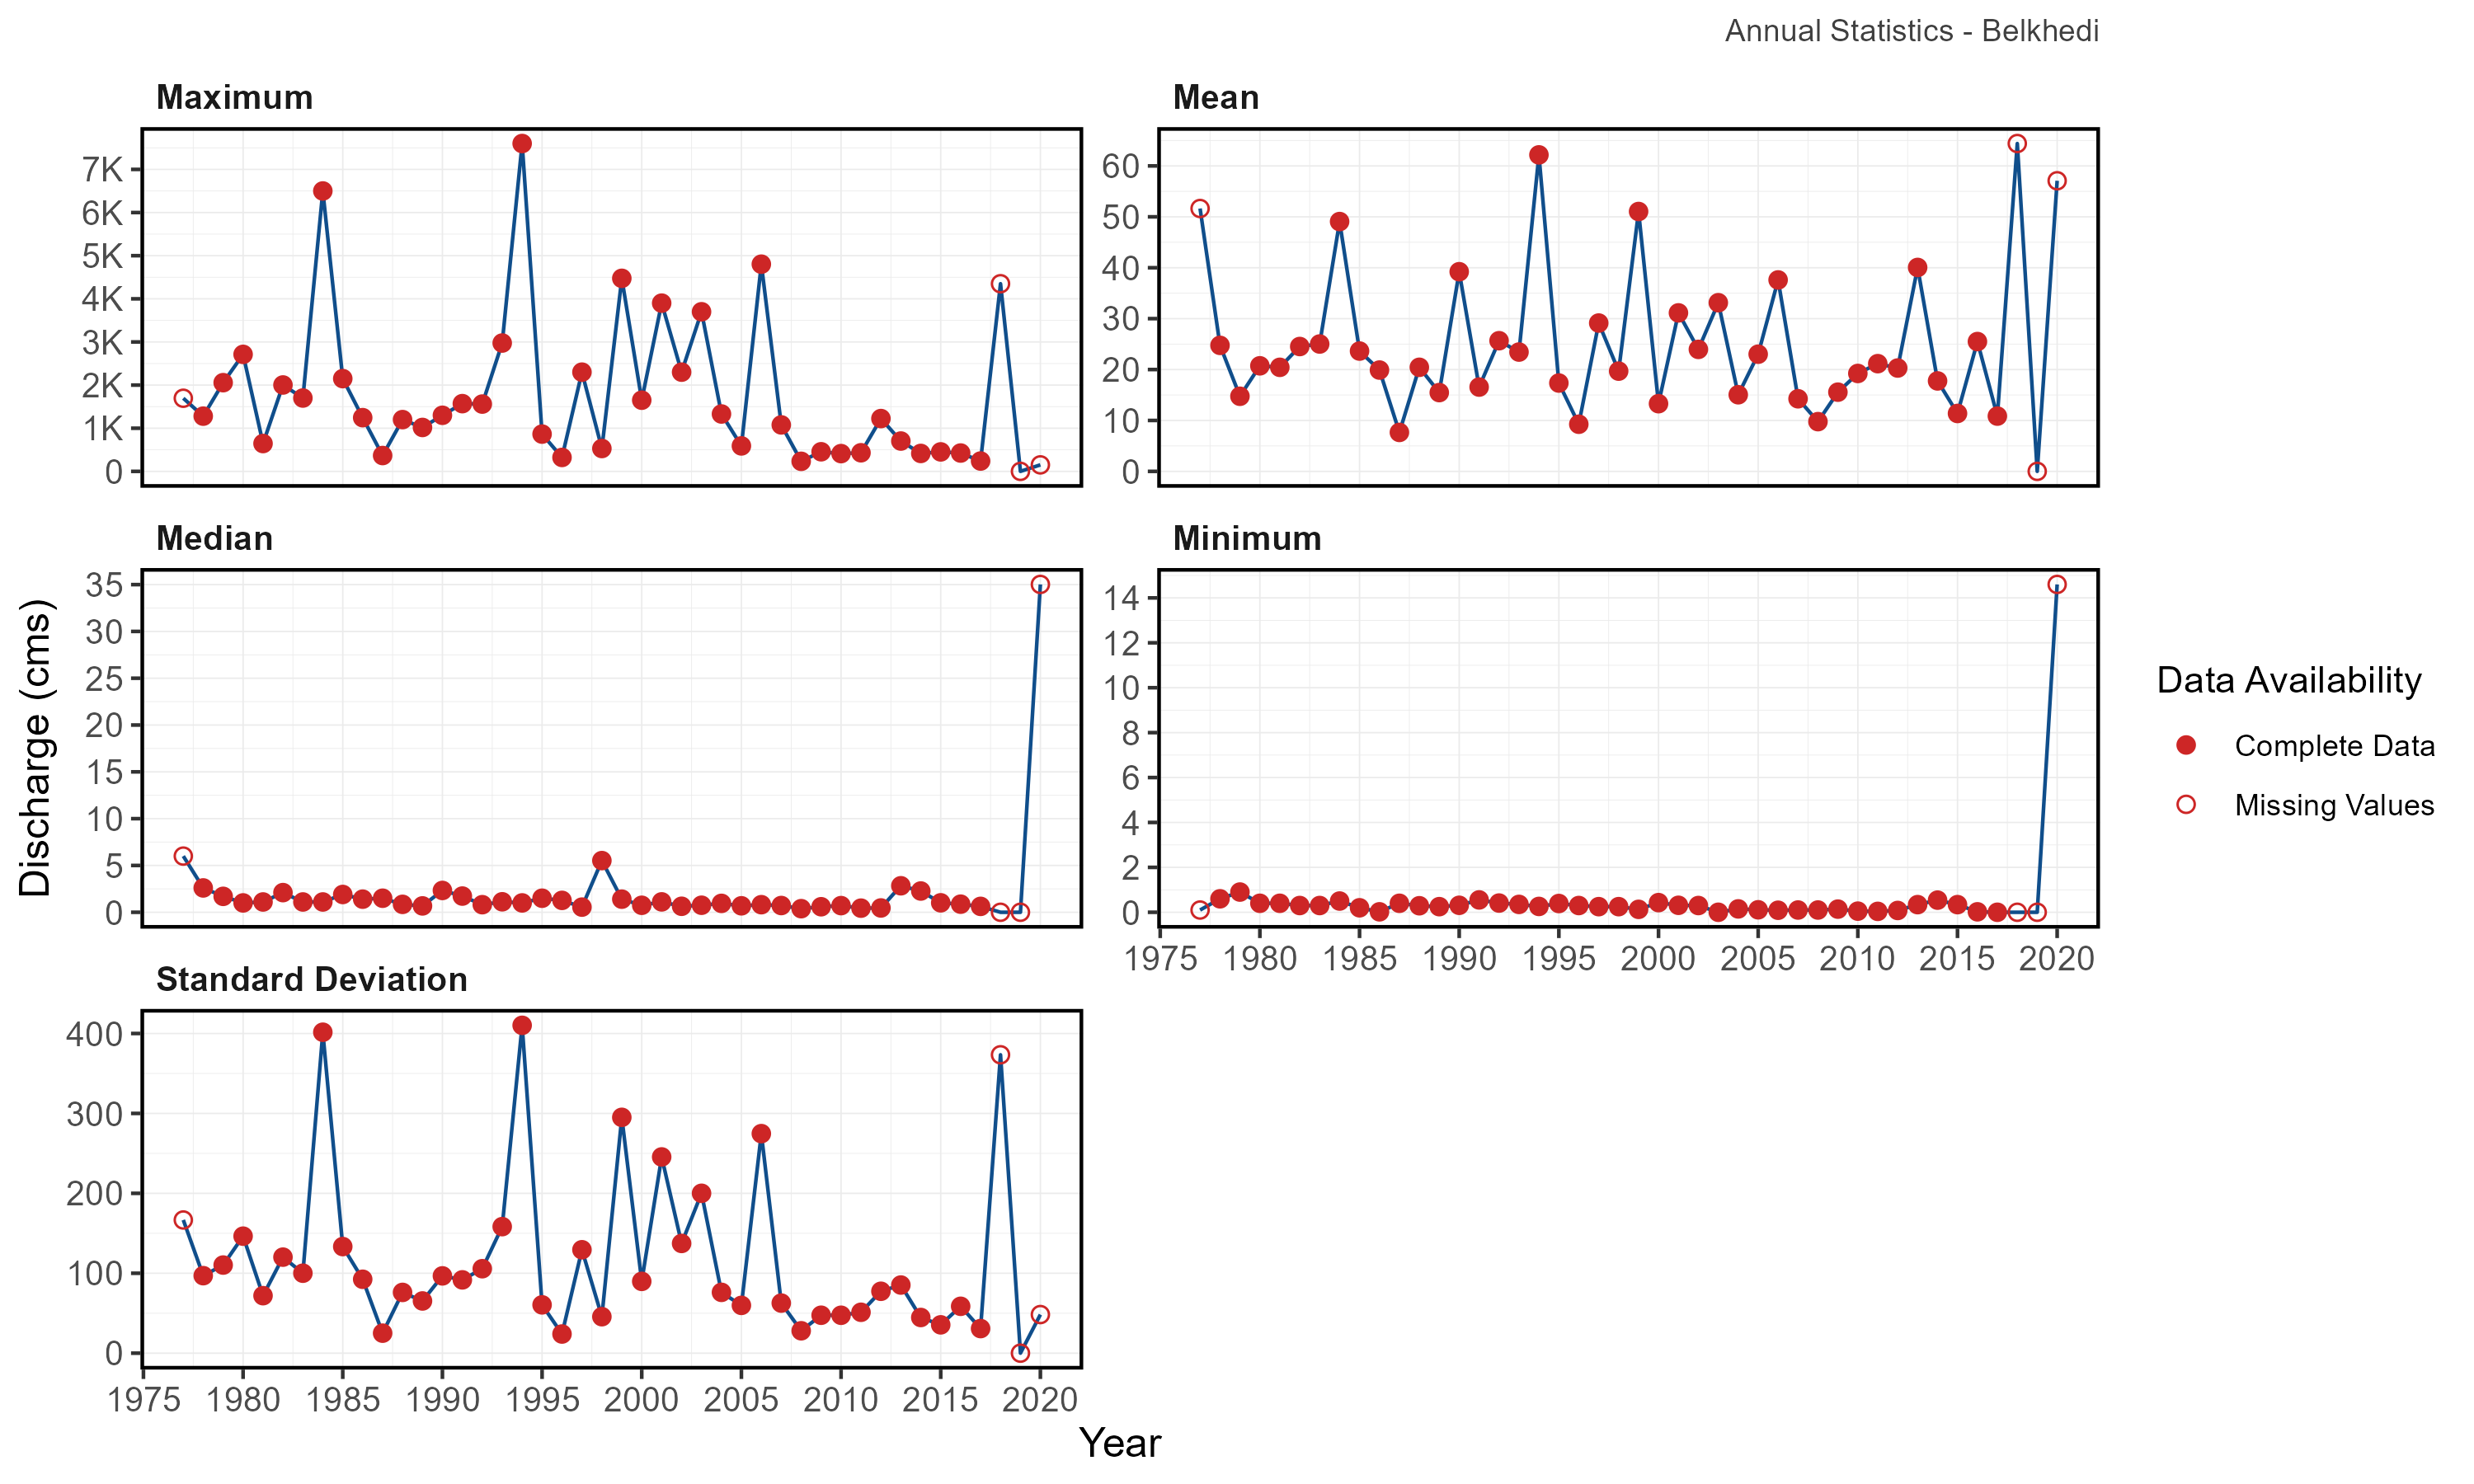 Annual Statistics - Belkhedi
Maximum
7K
6K
5K
4K
3K
2K
1K
0
Mean
60
50
40
30
20
10
0
Discharge (cms)
Median
35
30
25
20
15
10
5
0
Minimum
14
12
10
8
6
4
2
0
1975 1980 1985 1990 1995 2000 2005 2010 2015 2020
Data Availability
Complete Data
Missing Values
Standard Deviation
400
300
200
100
0
1975 1980 1985 1990 1995 2000 2005 2010 2015 2020
Year